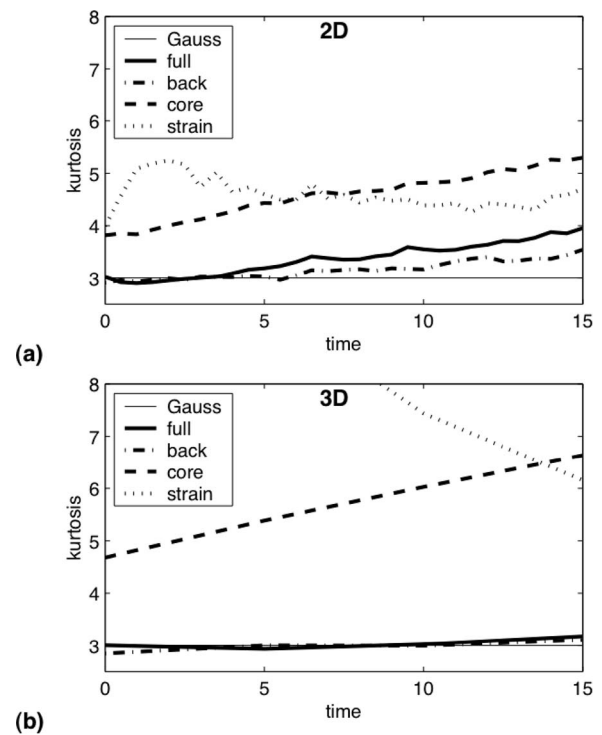 2D
Gauss
full
back
core
strain
8
7
6
5
4
3
kurtosis
0
5
10
15
time
(a)
3D
Gauss
full
back
core
strain
8
7
6
5
4
3
kurtosis
0
5
10
15
time
(b)